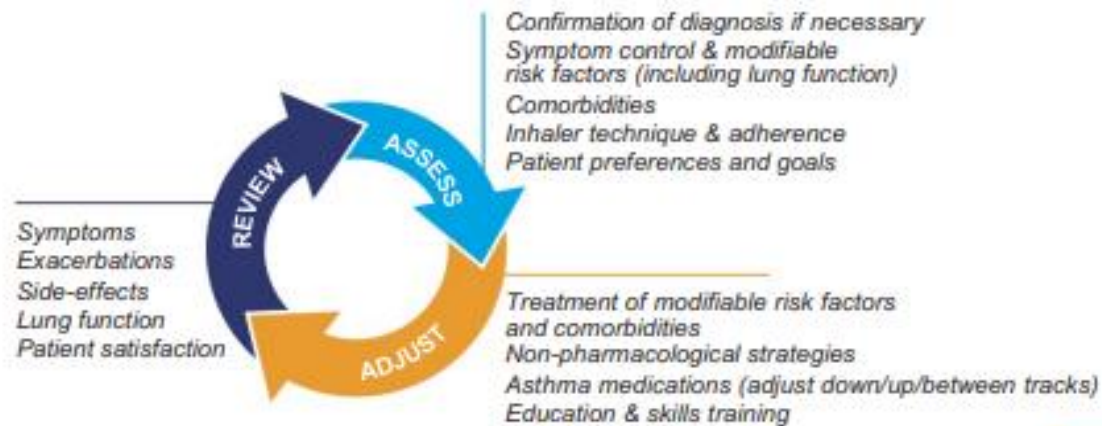 Confirmation of diagnosis if necessary
Symptom control & modifiable
risk factors (including lung function)
Comorbidities
Inhaler technique & adherence
Patient preferences and goals
REVIEW
ASSESS
ADJUST
Symptoms
Exacerbations
Side-effects
Lung function
Patient satisfaction
Treatment of modifiable risk factors
and comorbidities
Non-pharmacological strategies
Asthma medications (adjust down/up/between tracks)
Education & skills training